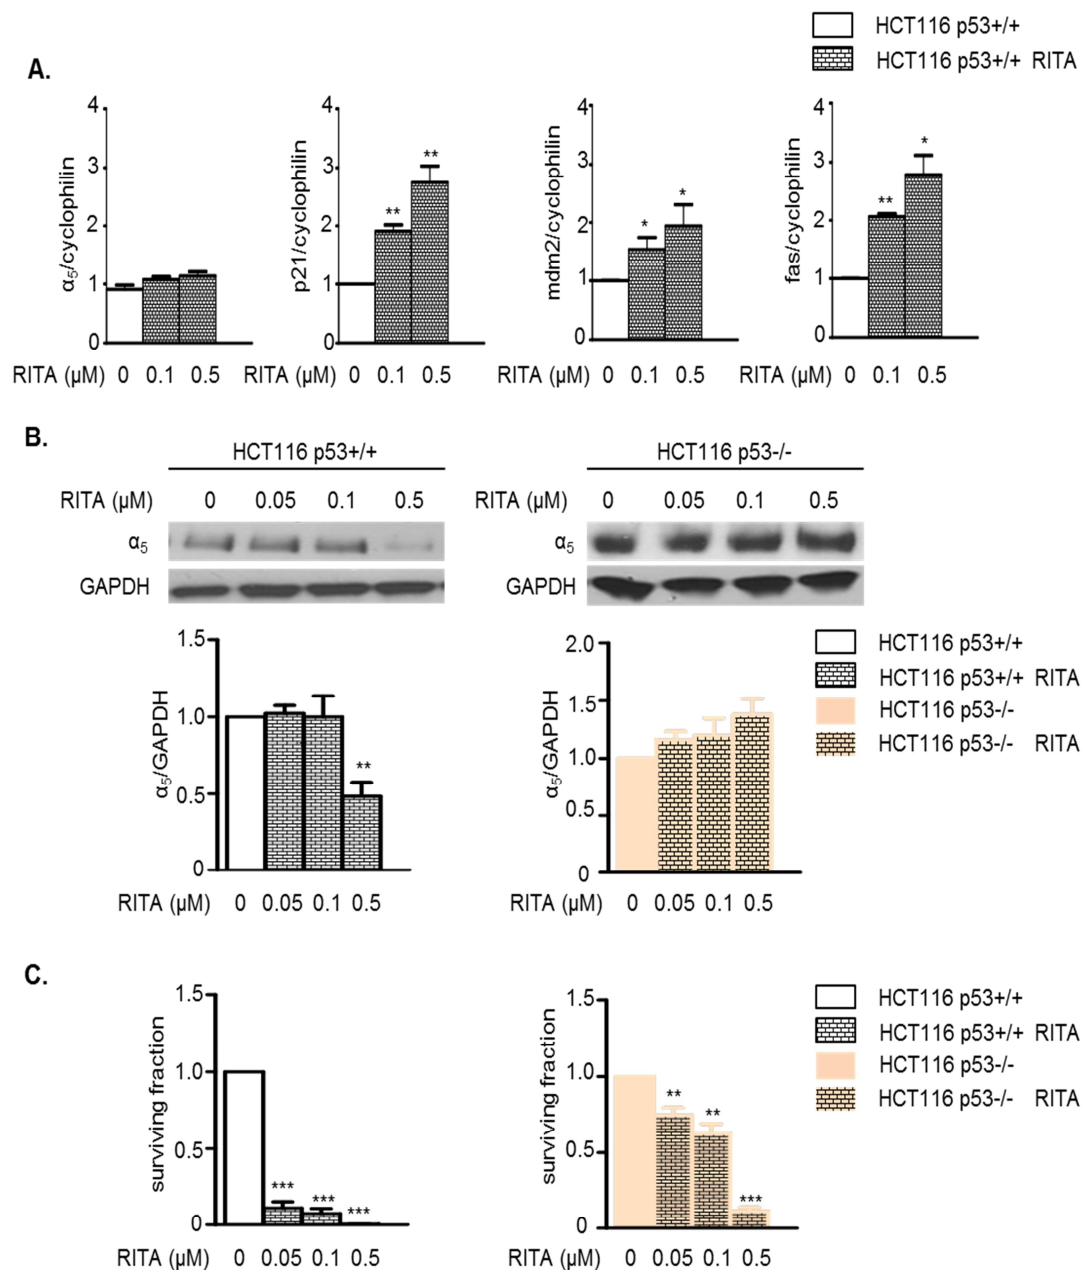 HCT116 p53+/+
HCT116 p53+/+ RITA
A.
α5/cyclophilin
4
3
2
1
0
RITA (µM) 0 0.1 0.5
p21/cyclophilin
4
3
2
1
0
** **
RITA (µM) 0 0.1 0.5
mdm2/cyclophilin
4
3
2
1
0
* *
RITA (µM) 0 0.1 0.5
fas/cyclophilin
4
3
2
1
0
** *
RITA (µM) 0 0.1 0.5
B.
HCT116 p53+/+
RITA (µM) 0 0.05 0.1 0.5
α5
GAPDH
HCT116 p53-/-
RITA (µM) 0 0.05 0.1 0.5
α5
GAPDH
α5/GAPDH
1.5
1.0
0.5
0
**
RITA (µM) 0 0.05 0.1 0.5
α5/GAPDH
2.0
1.5
1.0
0.5
0
RITA (µM) 0 0.05 0.1 0.5
HCT116 p53+/+
HCT116 p53+/+ RITA
HCT116 p53-/-
HCT116 p53-/- RITA
C.
surviving fraction
1.5
1.0
0.5
0
*** *** ***
RITA (µM) 0 0.05 0.1 0.5
surviving fraction
1.5
1.0
0.5
0
** ** ***
RITA (µM) 0 0.05 0.1 0.5
HCT116 p53+/+
HCT116 p53+/+ RITA
HCT116 p53-/-
HCT116 p53-/- RITA